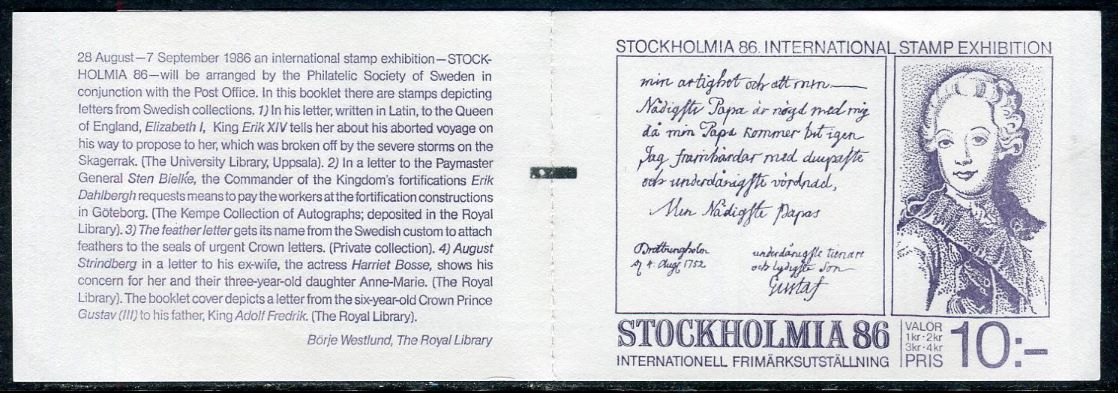 28 August—7 September 1986 an international stamp exhibition—STOCK-
HOLMIA 86—will be arranged by the Philatelic Society of Sweden in
conjunction with the Post Office. In this booklet there are stamps depicting
letters from Swedish collections. 1) In his letter, written in Latin, to the Queen
of England, Elizabeth I, King Erik XIV tells her about his aborted voyage on
his way to propose to her, which was broken off by the severe storms on the
Skagerrak. (The University Library, Uppsala). 2) In a letter to the Paymaster
General Sten Bielke, the Commander of the Kingdom's fortifications Erik
Dahlbergh requests means to pay the workers at the fortification constructions
in Göteborg. (The Kempe Collection of Autographs; deposited in the Royal
Library). 3) The feather letter gets its name from the Swedish custom to attach
feathers to the seals of urgent Crown letters. (Private collection). 4) August
Strindberg in a letter to his ex-wife, the actress Harriet Bosse, shows his
concern for her and their three-year-old daughter Anne-Marie. (The Royal
Library). The booklet cover depicts a letter from the six-year-old Crown Prince
Gustav (III) to his father, King Adolf Fredrik. (The Royal Library).
Börje Westlund, The Royal Library
STOCKHOLMIA 86. INTERNATIONAL STAMP EXHIBITION
min artighet och att min
Nådigste Papa är nögd med mig
då min Papa kommer hit igen
Jag framhärdar med diupaste
och underdånigste vördnad,
Min Nådigste Papas
d 4. Aug: 1752
underdånigste tienare
och lydigste son
Gustaf
STOCKHOLMIA 86
INTERNATIONELL FRIMÄRKSUTSTÄLLNING
VALÖR
1kr·2kr
3kr·4kr
PRIS
10:-